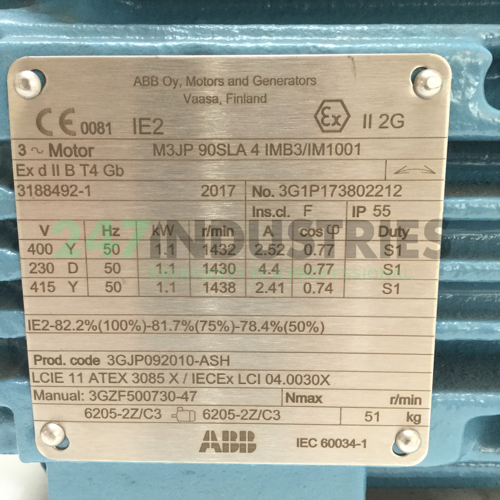 ABB Oy, Motors and Generators
Vaasa, Finland
CE 0081 IE2 Ex II 2G
3 ~ Motor M3JP 90SLA 4 IMB3/IM1001
Ex d II B T4 Gb
3188492-1 2017 No. 3G1P173802212
Ins.cl. F IP 55
V Hz kW r/min A cosφ Duty
400 Y 50 1.1 1432 2.52 0.77 S1
230 D 50 1.1 1430 4.4 0.77 S1
415 Y 50 1.1 1438 2.41 0.74 S1
247 INDUSTRIES
IE2-82.2%(100%)-81.7%(75%)-78.4%(50%)
Prod. code 3GJP092010-ASH
LCIE 11 ATEX 3085 X / IECEx LCI 04.0030X
Manual: 3GZF500730-47 Nmax r/min
6205-2Z/C3 6205-2Z/C3 51 kg
ABB IEC 60034-1